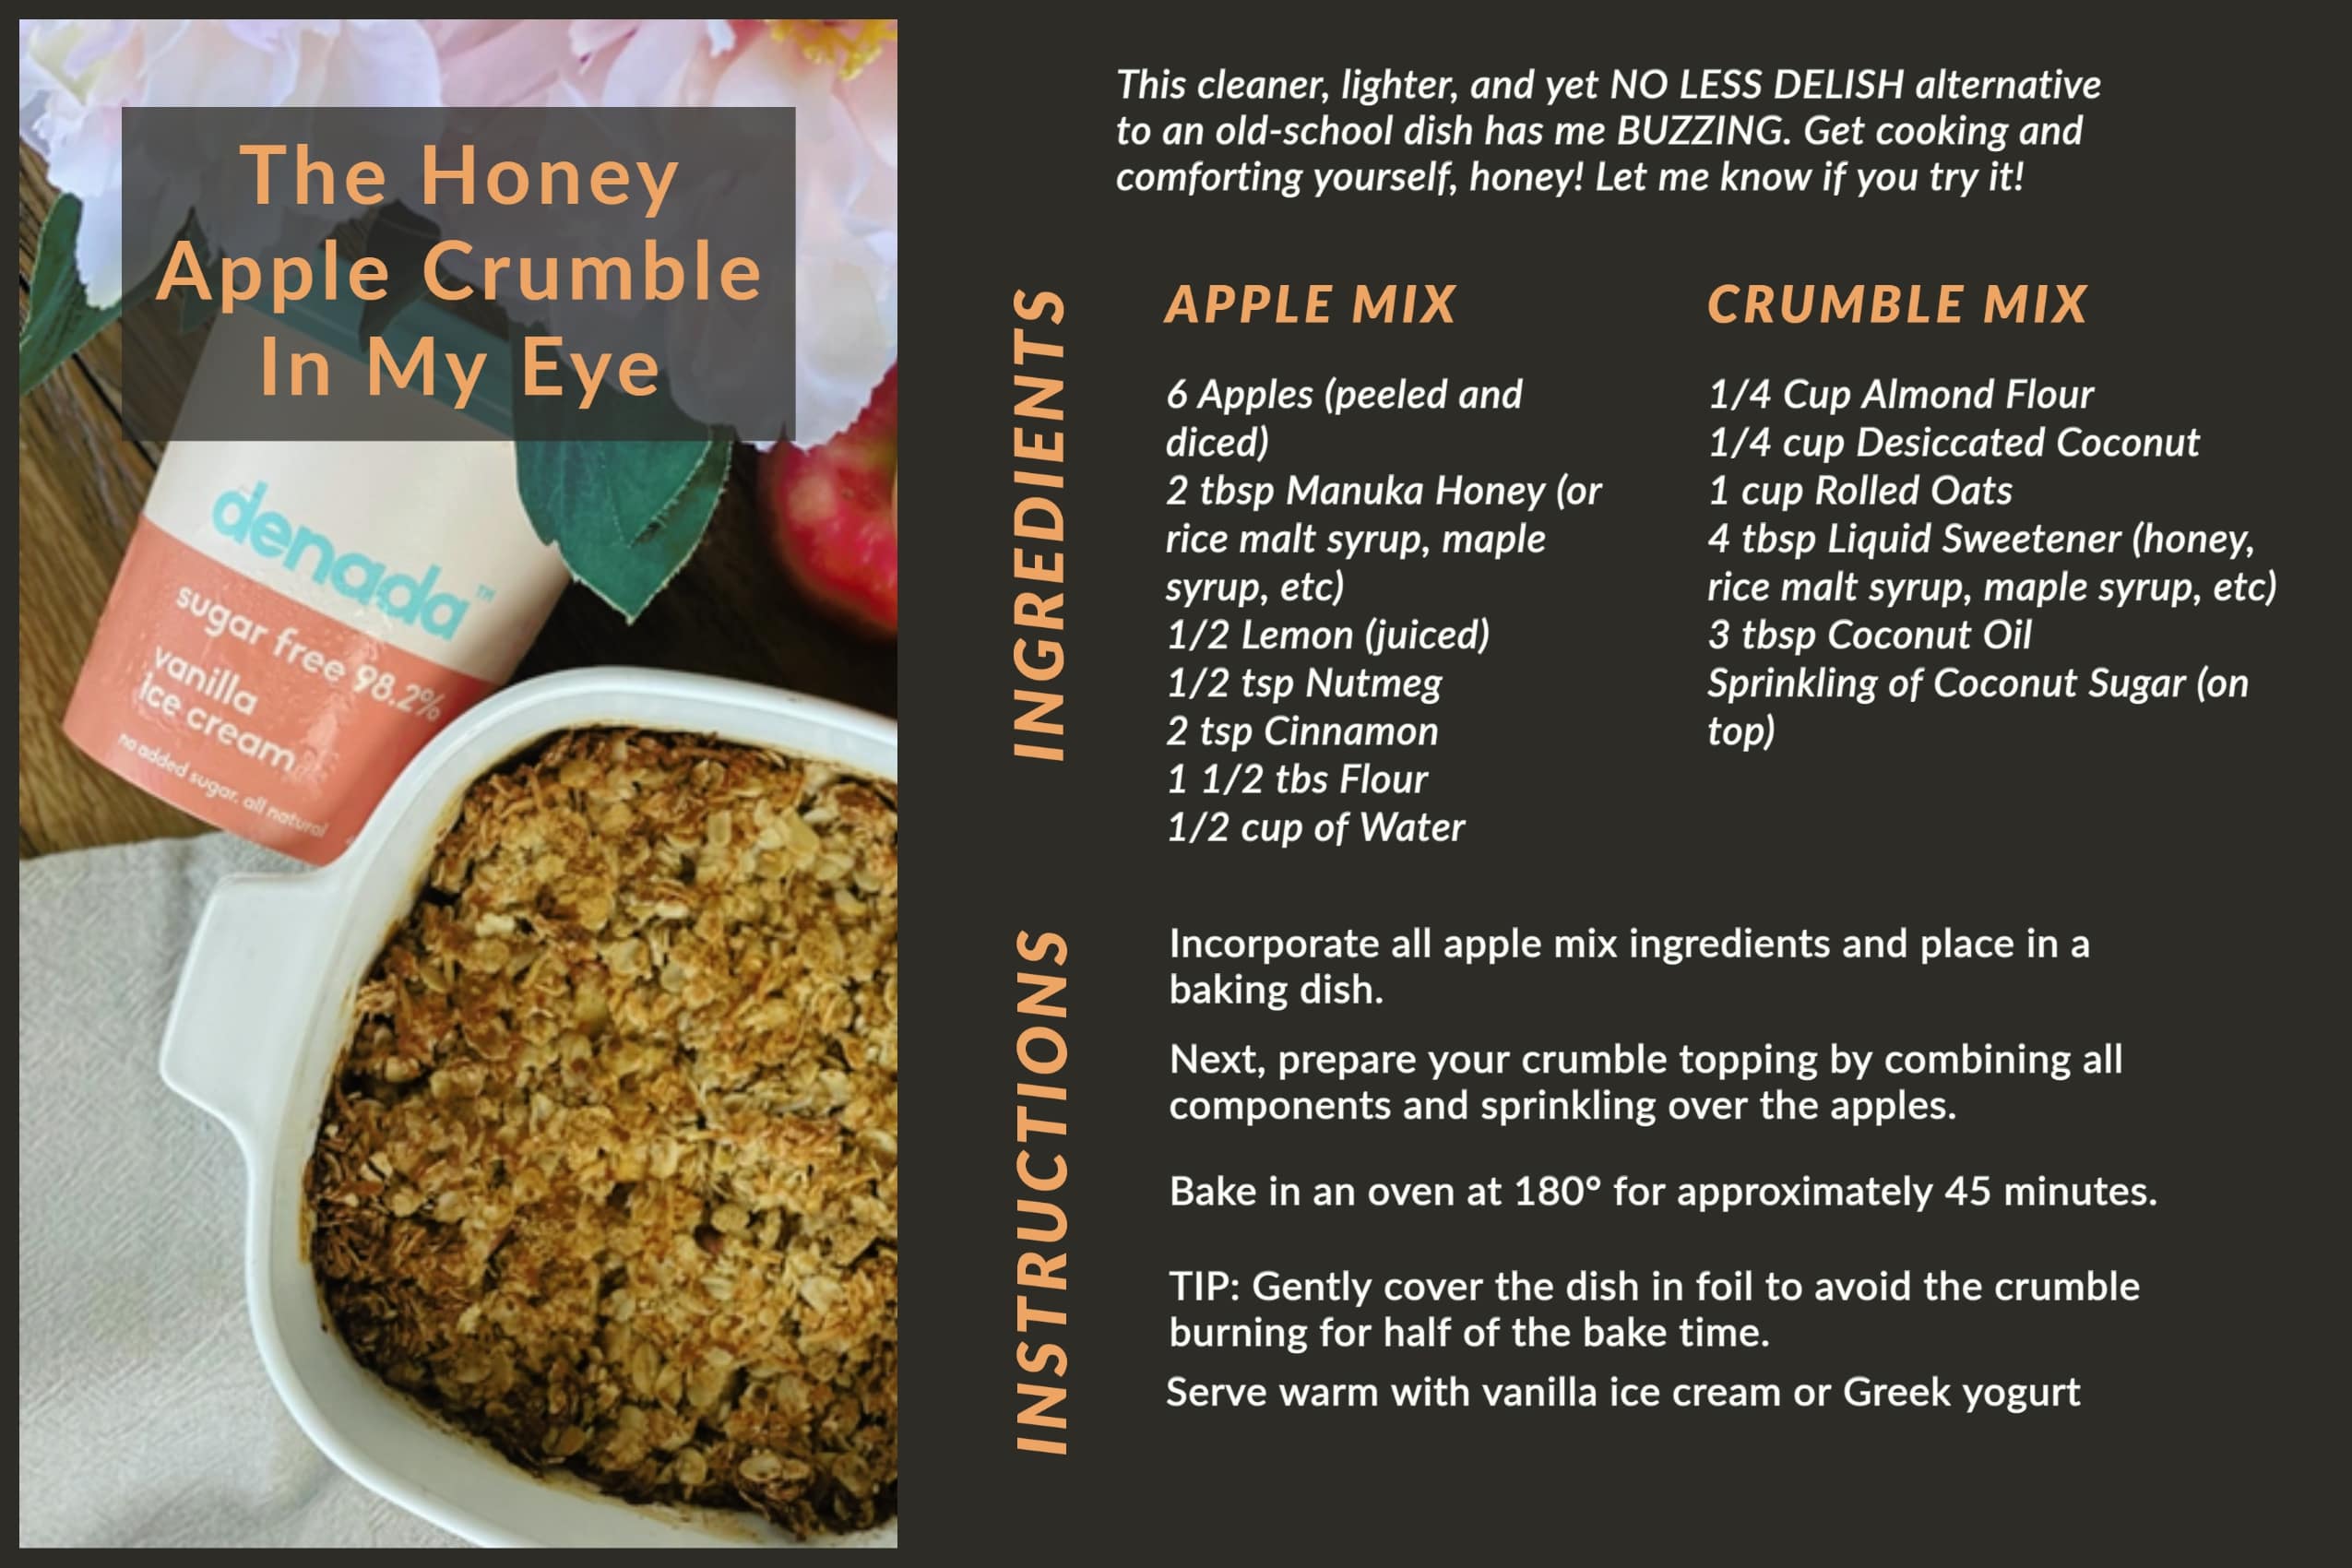 The Honey
Apple Crumble
In My Eye
denada™
sugar free 98.2%
vanilla
ice cream
no added sugar, all natural
This cleaner, lighter, and yet NO LESS DELISH alternative
to an old-school dish has me BUZZING. Get cooking and
comforting yourself, honey! Let me know if you try it!
INGREDIENTS
APPLE MIX
6 Apples (peeled and
diced)
2 tbsp Manuka Honey (or
rice malt syrup, maple
syrup, etc)
1/2 Lemon (juiced)
1/2 tsp Nutmeg
2 tsp Cinnamon
1 1/2 tbs Flour
1/2 cup of Water
CRUMBLE MIX
1/4 Cup Almond Flour
1/4 cup Desiccated Coconut
1 cup Rolled Oats
4 tbsp Liquid Sweetener (honey,
rice malt syrup, maple syrup, etc)
3 tbsp Coconut Oil
Sprinkling of Coconut Sugar (on
top)
INSTRUCTIONS
Incorporate all apple mix ingredients and place in a
baking dish.
Next, prepare your crumble topping by combining all
components and sprinkling over the apples.
Bake in an oven at 180° for approximately 45 minutes.
TIP: Gently cover the dish in foil to avoid the crumble
burning for half of the bake time.
Serve warm with vanilla ice cream or Greek yogurt